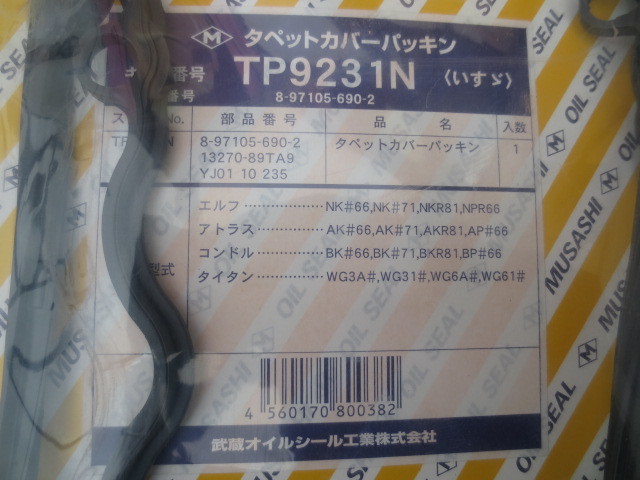 M タペットカバーパッキン
番号 TP9231N 〈いすゞ〉
番号 8-97105-690-2
No. 部品番号 品名 入数
N 8-97105-690-2 タペットカバーパッキン 1
13270-89TA9
YJ01 10 235
エルフ NK#66,NK#71,NKR81,NPR66
アトラス AK#66,AK#71,AKR81,AP#66
コンドル BK#66,BK#71,BKR81,BP#66
型式 タイタン WG3A#,WG31#,WG6A#,WG61#
4 560170 800382
武蔵オイルシール工業株式会社
MUSASHI OIL SEAL